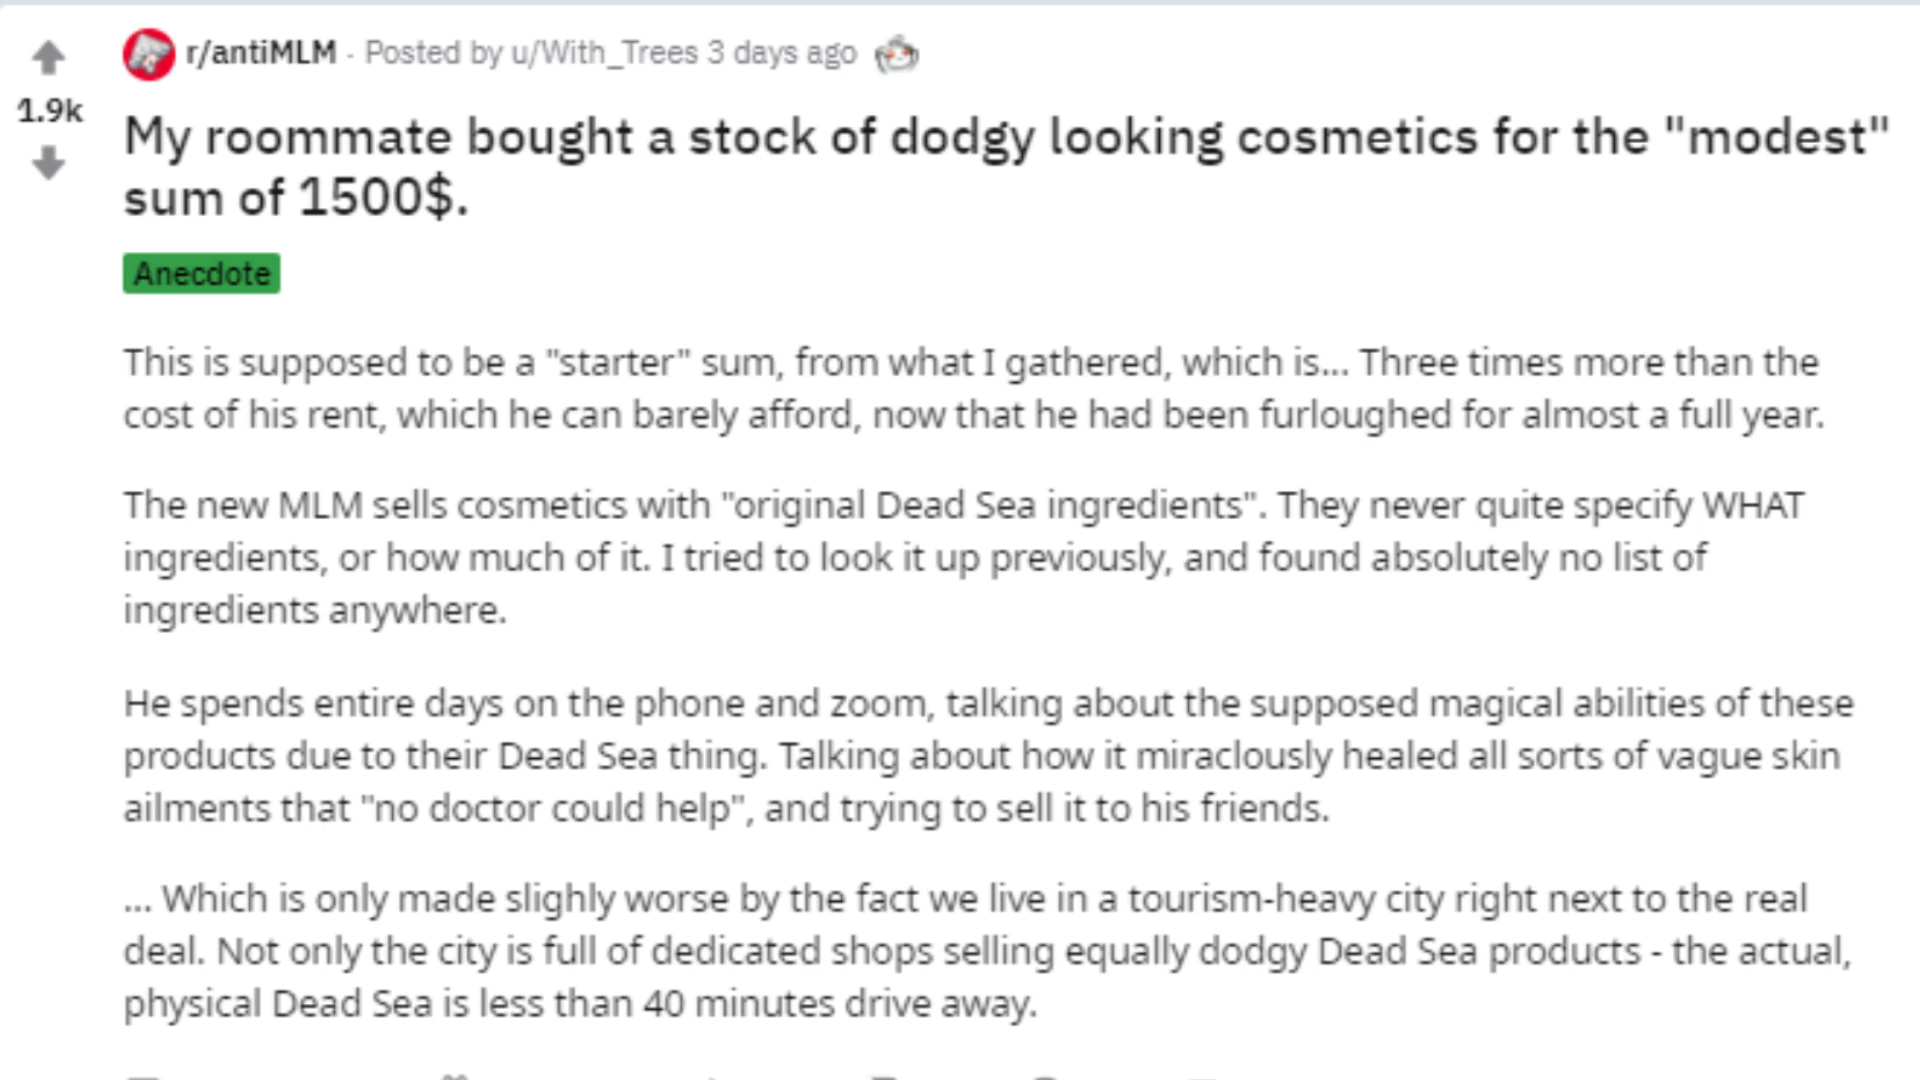 r/antiMLM · Posted by u/With_Trees 3 days ago
1.9k
My roommate bought a stock of dodgy looking cosmetics for the "modest"
sum of 1500$.
Anecdote
This is supposed to be a "starter" sum, from what I gathered, which is... Three times more than the
cost of his rent, which he can barely afford, now that he had been furloughed for almost a full year.
The new MLM sells cosmetics with "original Dead Sea ingredients". They never quite specify WHAT
ingredients, or how much of it. I tried to look it up previously, and found absolutely no list of
ingredients anywhere.
He spends entire days on the phone and zoom, talking about the supposed magical abilities of these
products due to their Dead Sea thing. Talking about how it miraclously healed all sorts of vague skin
ailments that "no doctor could help", and trying to sell it to his friends.
... Which is only made slighly worse by the fact we live in a tourism-heavy city right next to the real
deal. Not only the city is full of dedicated shops selling equally dodgy Dead Sea products - the actual,
physical Dead Sea is less than 40 minutes drive away.